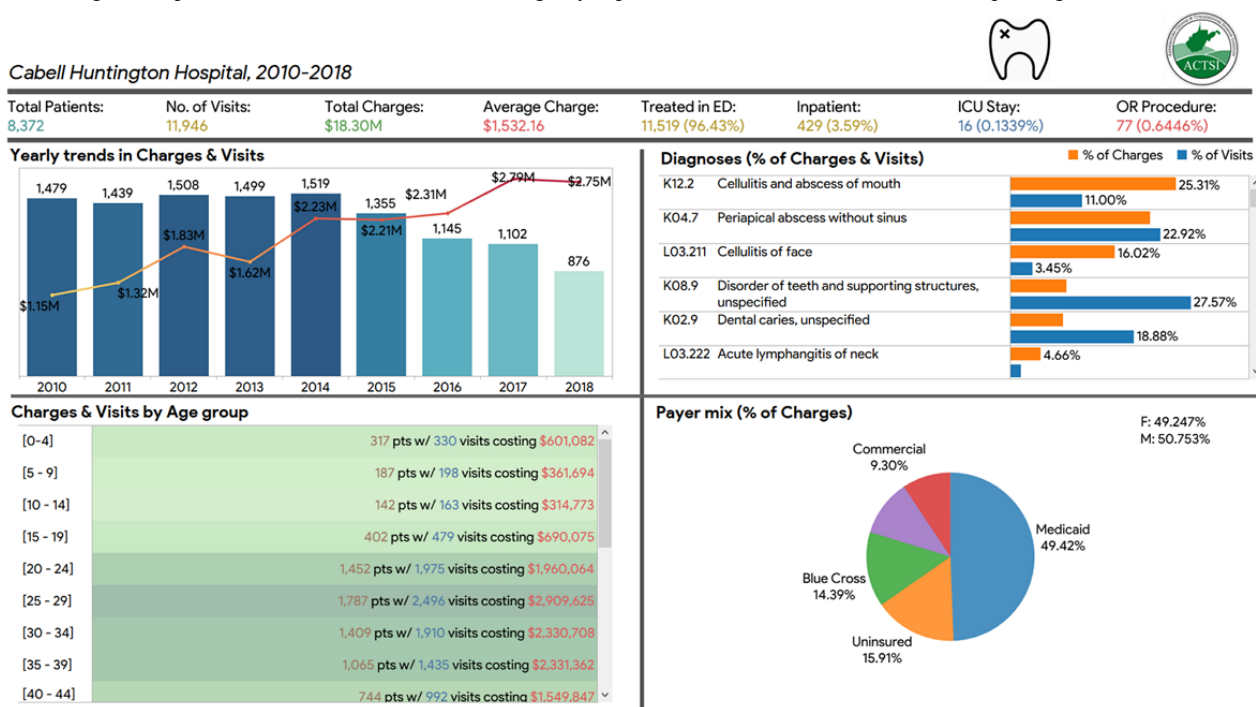 Cabell Huntington Hospital, 2010-2018
ACTSI
Total Patients: No. of Visits: Total Charges: Average Charge: Treated in ED: Inpatient: ICU Stay: OR Procedure:
8,372 11,946 $18.30M $1,532.16 11,519 (96.43%) 429 (3.59%) 16 (0.1339%) 77 (0.6446%)
Yearly trends in Charges & Visits
1,479 1,439 1,508 1,499 1,519 1,355 1,145 1,102 876
$1.15M $1.32M $1.83M $1.62M $2.23M $2.21M $2.31M $2.79M $2.75M
2010 2011 2012 2013 2014 2015 2016 2017 2018
Diagnoses (% of Charges & Visits)
% of Charges % of Visits
K12.2 Cellulitis and abscess of mouth 25.31%
11.00%
K04.7 Periapical abscess without sinus
22.92%
L03.211 Cellulitis of face 16.02%
3.45%
K08.9 Disorder of teeth and supporting structures,
unspecified 27.57%
K02.9 Dental caries, unspecified
18.88%
L03.222 Acute lymphangitis of neck 4.66%
Charges & Visits by Age group
[0-4] 317 pts w/ 330 visits costing $601,082
[5 - 9] 187 pts w/ 198 visits costing $361,694
[10 - 14] 142 pts w/ 163 visits costing $314,773
[15 - 19] 402 pts w/ 479 visits costing $690,075
[20 - 24] 1,452 pts w/ 1,975 visits costing $1,960,064
[25 - 29] 1,787 pts w/ 2,496 visits costing $2,909,625
[30 - 34] 1,409 pts w/ 1,910 visits costing $2,330,708
[35 - 39] 1,065 pts w/ 1,435 visits costing $2,331,362
[40 - 44] 744 pts w/ 992 visits costing $1,549,847
Payer mix (% of Charges)
F: 49.247%
M: 50.753%
Commercial
9.30%
Medicaid
49.42%
Blue Cross
14.39%
Uninsured
15.91%